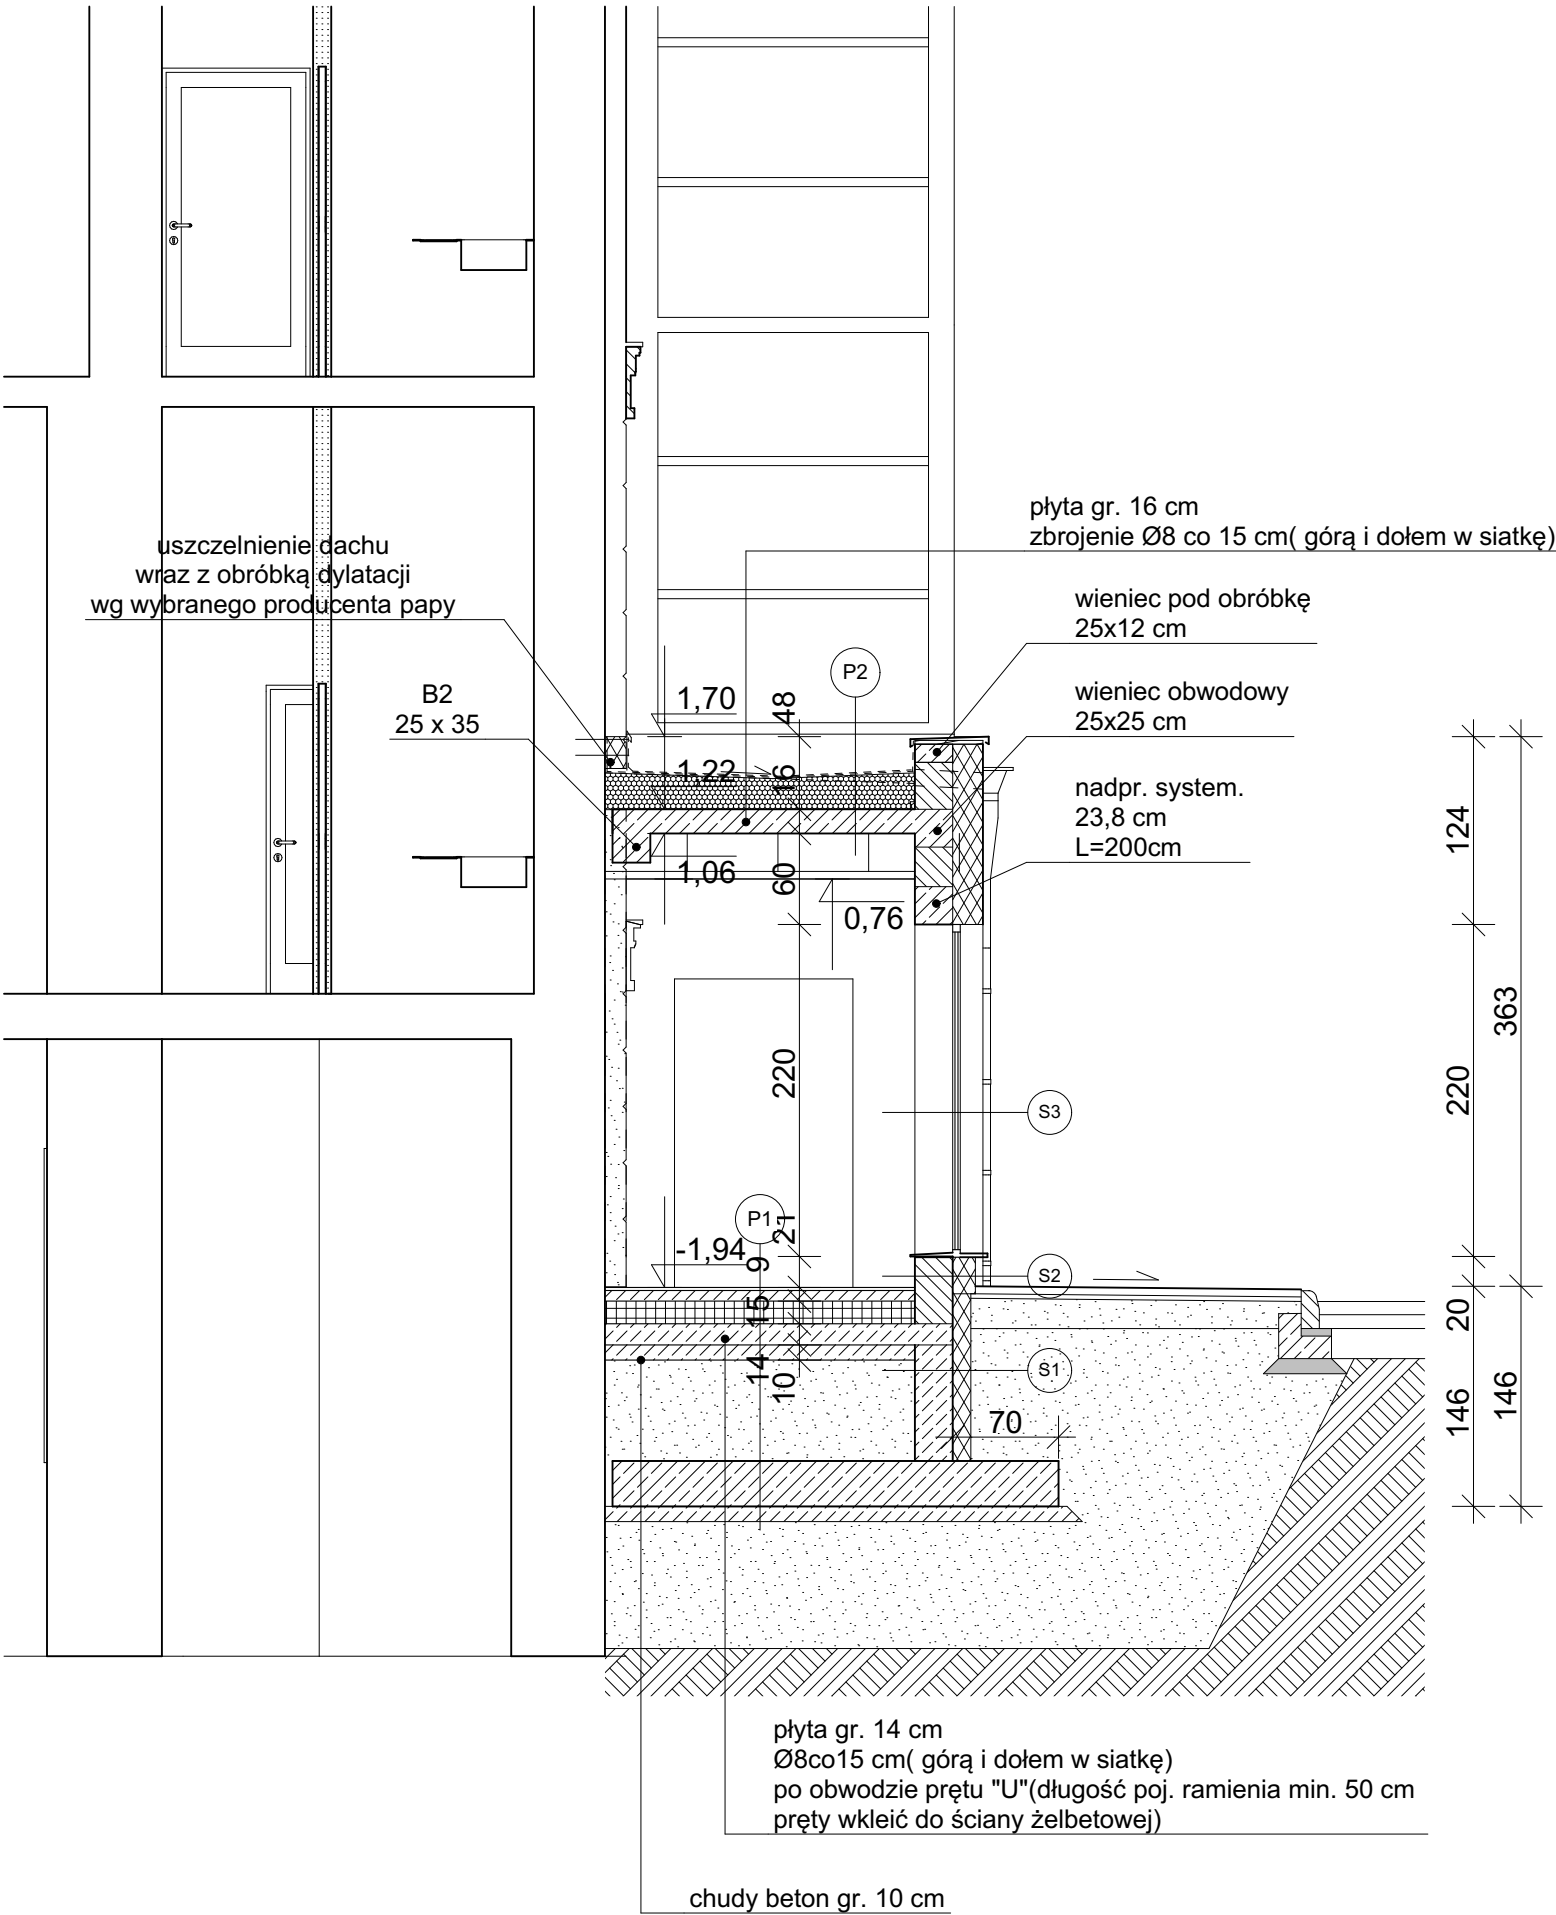 płyta gr. 16 cm
zbrojenie Ø8 co 15 cm( górą i dołem w siatkę)
uszczelnienie dachu
wraz z obróbką dylatacji
wg wybranego producenta papy
wieniec pod obróbkę
25x12 cm
B2
25 x 35
wieniec obwodowy
25x25 cm
nadpr. system.
23,8 cm
L=200cm
P2
1,70
48
1,22
16
1,06
60
0,76
124
363
220
220
S3
P1
21
-1,94
9
S2
15
20
14
10
S1
70
146
146
płyta gr. 14 cm
Ø8co15 cm( górą i dołem w siatkę)
po obwodzie prętu "U"(długość poj. ramienia min. 50 cm
pręty wkleić do ściany żelbetowej)
chudy beton gr. 10 cm